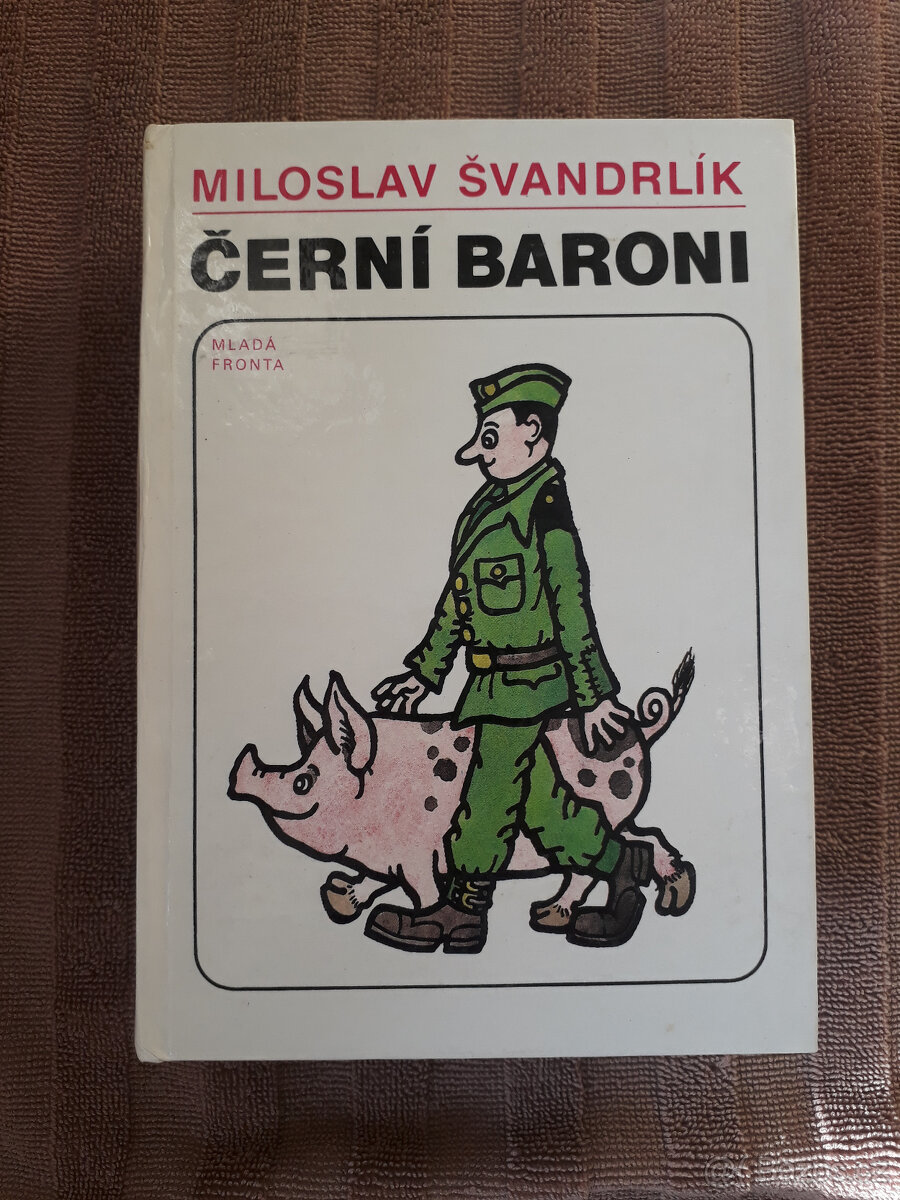 MILOSLAV ŠVANDRLÍK
ČERNÍ BARONI
MLADÁ
FRONTA